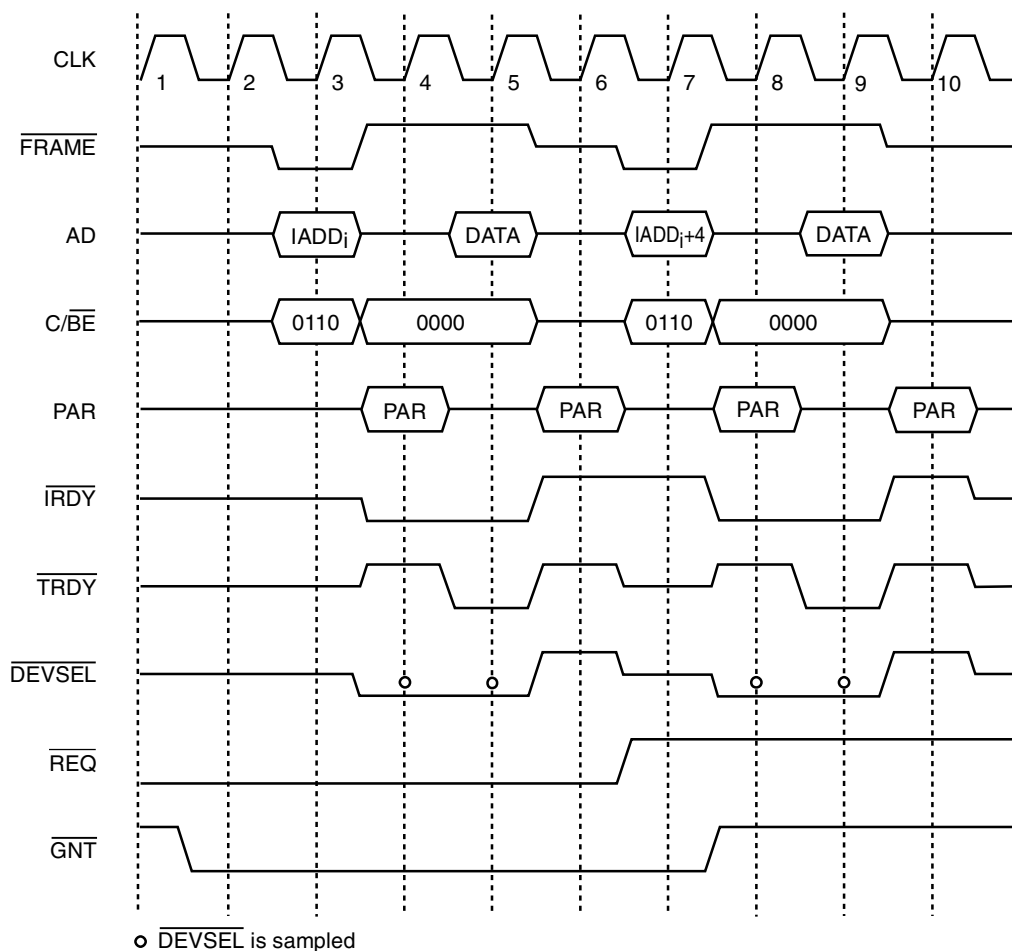 CLK
1 2 3 4 5 6 7 8 9 10
FRAME
AD
IADDi DATA IADDi+4 DATA
C/BE
0110 0000 0110 0000
PAR
PAR PAR PAR PAR
IRDY
TRDY
DEVSEL
REQ
GNT
DEVSEL is sampled